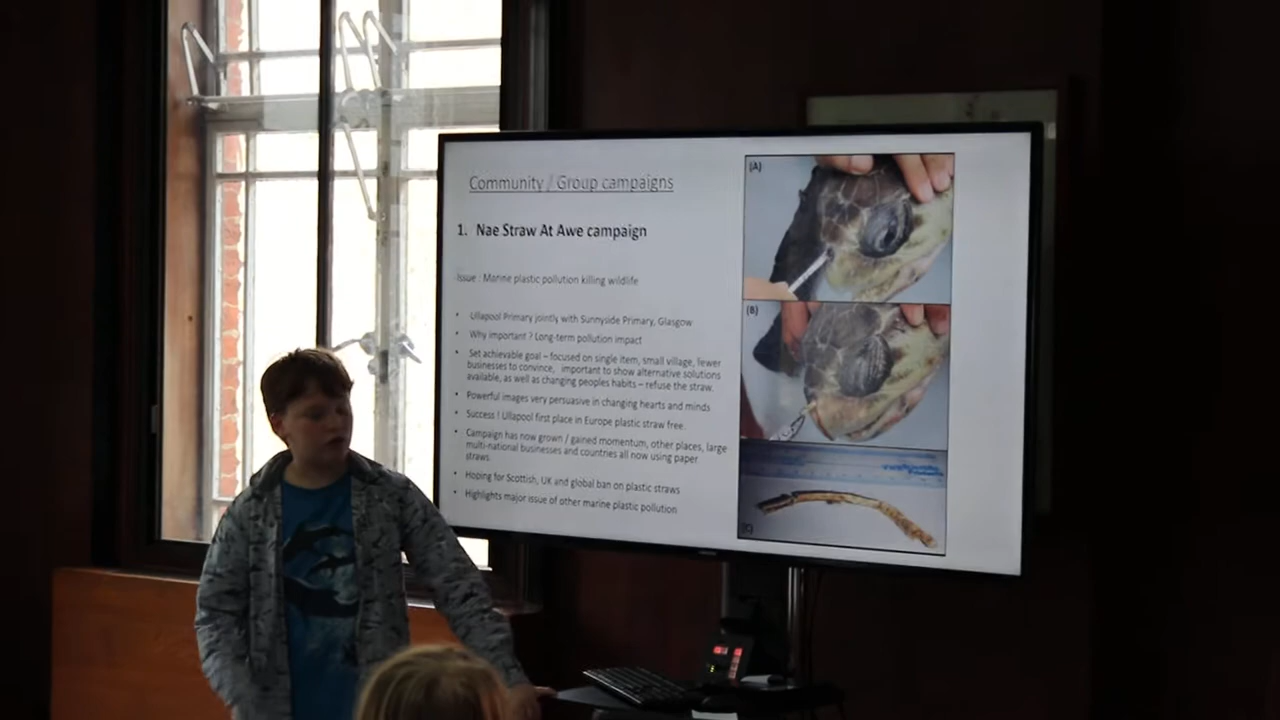 Community / Group campaigns
1. Nae Straw At Awe campaign
Issue : Marine plastic pollution killing wildlife
• Ullapool Primary jointly with Sunnyside Primary, Glasgow
• Why important ? Long-term pollution impact
• Set achievable goal – focused on single item, small village, fewer
businesses to convince, important to show alternative solutions
available, as well as changing peoples habits – refuse the straw.
• Powerful images very persuasive in changing hearts and minds
• Success ! Ullapool first place in Europe plastic straw free.
• Campaign has now grown / gained momentum, other places, large
multi-national businesses and countries all now using paper
straws.
• Hoping for Scottish, UK and global ban on plastic straws
• Highlights major issue of other marine plastic pollution
(A)
(B)
(C)